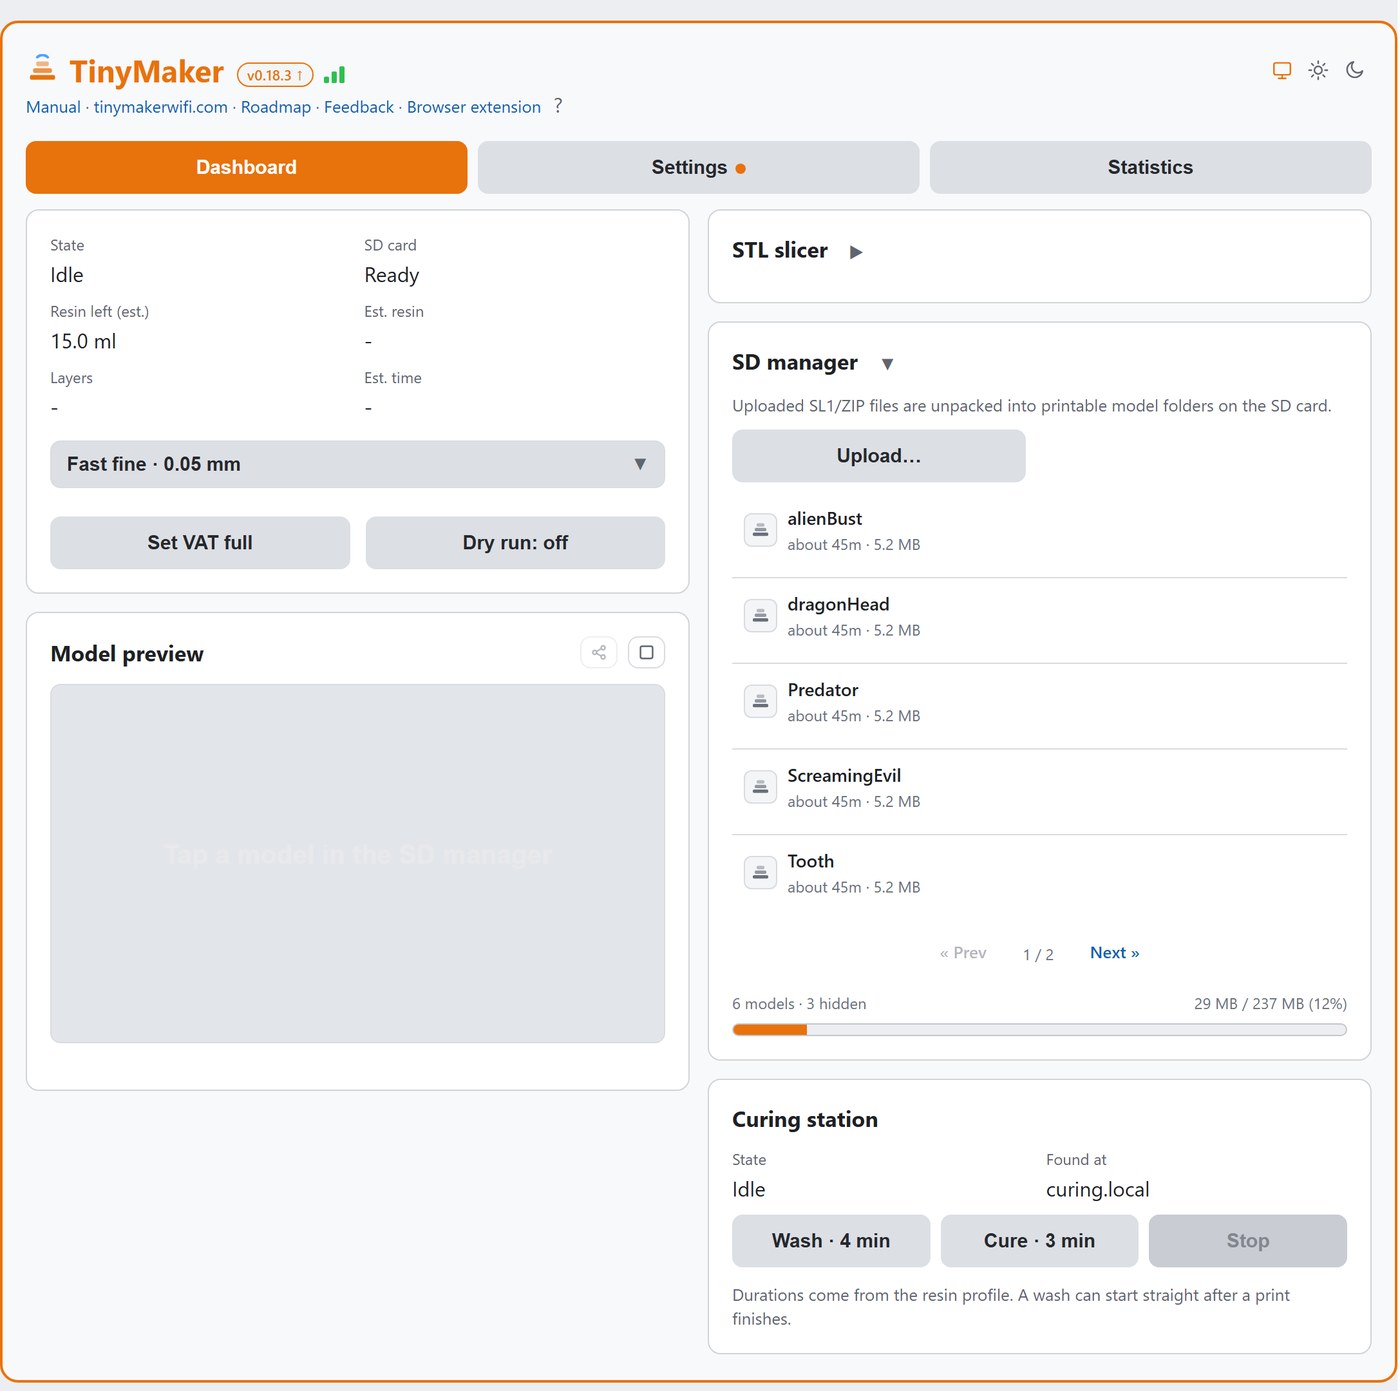 TinyMaker v0.18.3 ↑
Manual · tinymakerwifi.com · Roadmap · Feedback · Browser extension ?
Dashboard
Settings
Statistics
State
SD card
Idle
Ready
Resin left (est.)
Est. resin
15.0 ml
-
Layers
Est. time
-
-
Fast fine · 0.05 mm ▼
Set VAT full
Dry run: off
Model preview
Tap a model in the SD manager
STL slicer ▶
SD manager ▼
Uploaded SL1/ZIP files are unpacked into printable model folders on the SD card.
Upload...
alienBust
about 45m · 5.2 MB
dragonHead
about 45m · 5.2 MB
Predator
about 45m · 5.2 MB
ScreamingEvil
about 45m · 5.2 MB
Tooth
about 45m · 5.2 MB
« Prev 1 / 2 Next »
6 models · 3 hidden
29 MB / 237 MB (12%)
Curing station
State
Found at
Idle
curing.local
Wash · 4 min
Cure · 3 min
Stop
Durations come from the resin profile. A wash can start straight after a print
finishes.